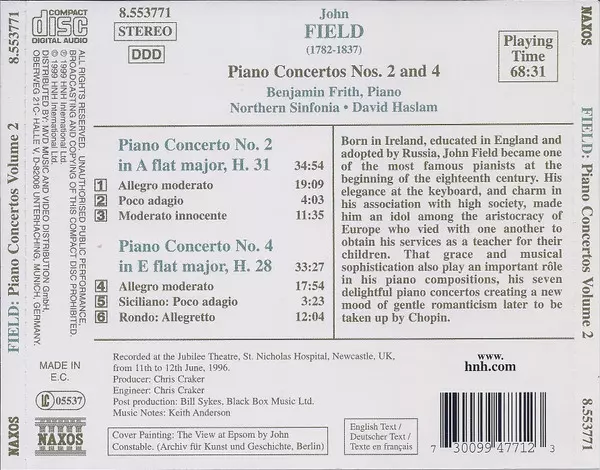 8.553771
COMPACT
disc
DIGITAL AUDIO
8.553771
STEREO
DDD
John
FIELD
(1782-1837)
Piano Concertos Nos. 2 and 4
Benjamin Frith, Piano
Northern Sinfonia • David Haslam
Playing
Time
68:31
NAXOS
Piano Concerto No. 2
in A flat major, H. 31 34:54
1 Allegro moderato 19:09
2 Poco adagio 4:03
3 Moderato innocente 11:35
Piano Concerto No. 4
in E flat major, H. 28 33:27
4 Allegro moderato 17:54
5 Siciliano: Poco adagio 3:23
6 Rondo: Allegretto 12:04
Born in Ireland, educated in England and
adopted by Russia, John Field became one
of the most famous pianists at the
beginning of the eighteenth century. His
elegance at the keyboard, and charm in
his association with high society, made
him an idol among the aristocracy of
Europe who vied with one another to
obtain his services as a teacher for their
children. That grace and musical
sophistication also play an important rôle
in his piano compositions, his seven
delightful piano concertos creating a new
mood of gentle romanticism later to be
taken up by Chopin.
Recorded at the Jubilee Theatre, St. Nicholas Hospital, Newcastle, UK,
from 11th to 12th June, 1996.
Producer: Chris Craker
Engineer: Chris Craker
Post production: Bill Sykes, Black Box Music Ltd.
Music Notes: Keith Anderson
Cover Painting: The View at Epsom by John
Constable. (Archiv für Kunst und Geschichte, Berlin)
English Text /
Deutscher Text /
Texte en français
www.
hnh.com
7 30099 47712 3
ALL RIGHTS RESERVED. UNAUTHORISED PUBLIC PERFORMANCE,
BROADCASTING AND COPYING OF THIS COMPACT DISC PROHIBITED.
℗ 1999 HNH International Ltd.
© 1999 HNH International Ltd.
DISTRIBUTED BY: MVD MUSIC AND VIDEO DISTRIBUTION GmbH,
OBERWEG 21C- HALLE V, D-82008 UNTERHACHING, MUNICH, GERMANY.
MADE IN
E.C.
LC 05537
NAXOS
FIELD: Piano Concertos Volume 2
NAXOS
FIELD: Piano Concertos Volume 2
8.553771